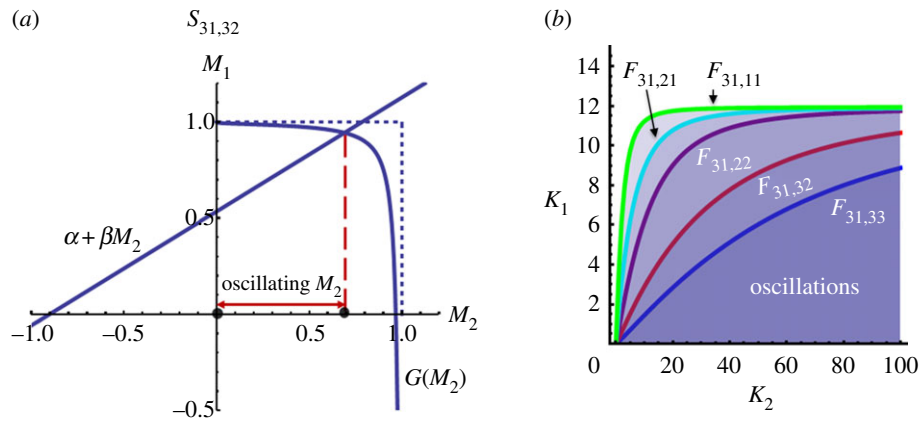 (a)
S31,32
M1
1.0
0.5
α + βM2
oscillating M2
M2
−1.0
−0.5
0.5
1.0
−0.5
G(M2)
(b)
14
12
10
8
6
4
2
K1
F31,21
F31,11
F31,22
F31,32
F31,33
oscillations
0
20
40
60
80
100
K2